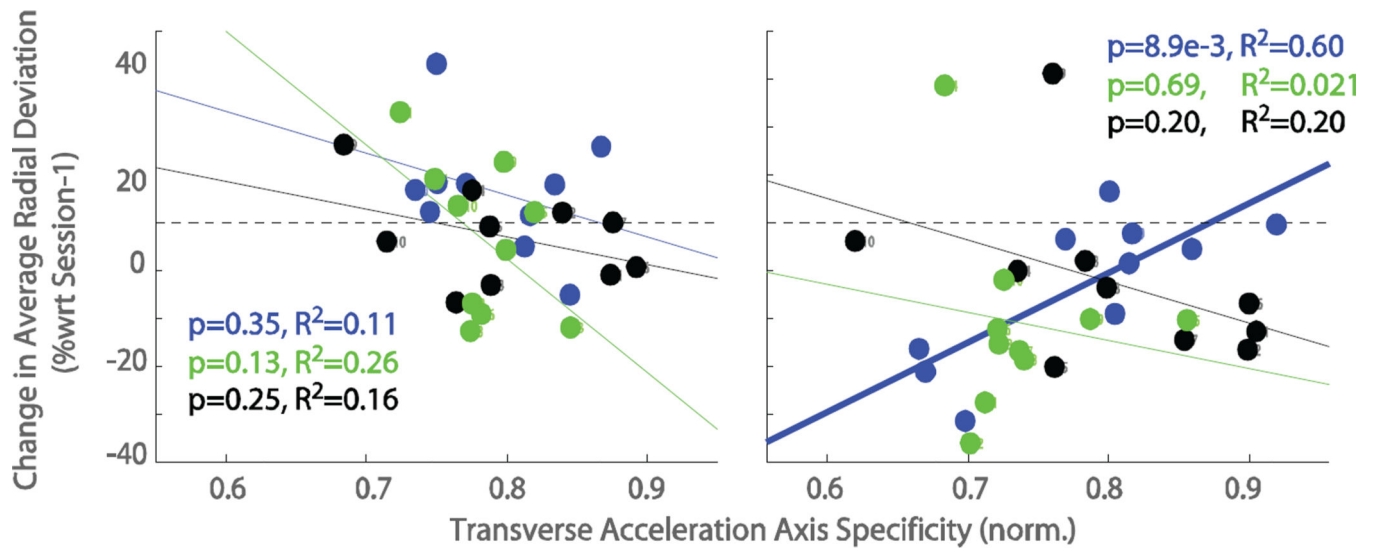 Change in Average Radial Deviation
(%wrt Session-1)
40
20
0
-20
-40
p=0.35, R²=0.11
p=0.13, R²=0.26
p=0.25, R²=0.16
0.6 0.7 0.8 0.9
p=8.9e-3, R²=0.60
p=0.69, R²=0.021
p=0.20, R²=0.20
0.6 0.7 0.8 0.9
Transverse Acceleration Axis Specificity (norm.)